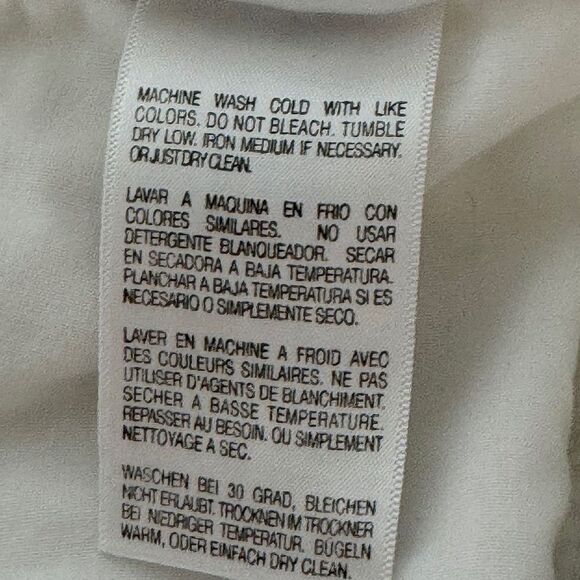 MACHINE WASH COLD WITH LIKE
COLORS. DO NOT BLEACH. TUMBLE
DRY LOW. IRON MEDIUM IF NECESSARY.
OR JUST DRY CLEAN.
LAVAR A MAQUINA EN FRIO CON
COLORES SIMILARES. NO USAR
DETERGENTE BLANQUEADOR. SECAR
EN SECADORA A BAJA TEMPERATURA.
PLANCHAR A BAJA TEMPERATURA SI ES
NECESARIO O SIMPLEMENTE SECO.
LAVER EN MACHINE A FROID AVEC
DES COULEURS SIMILAIRES. NE PAS
UTILISER D'AGENTS DE BLANCHIMENT.
SECHER A BASSE TEMPERATURE.
REPASSER AU BESOIN. OU SIMPLEMENT
NETTOYAGE A SEC.
WASCHEN BEI 30 GRAD, BLEICHEN
NICHT ERLAUBT. TROCKNEN IM TROCKNER
BEI NIEDRIGER TEMPERATUR. BÜGELN
WARM, ODER EINFACH DRY CLEAN.